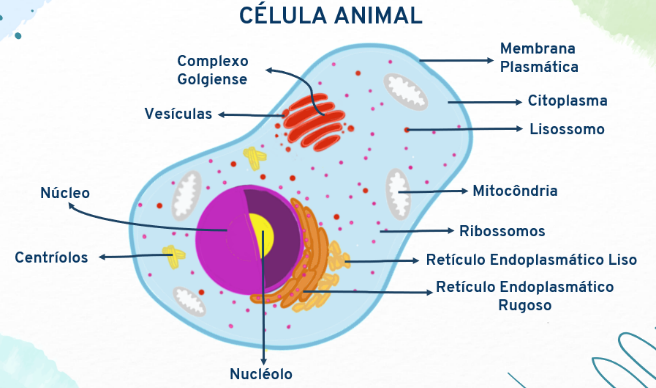 CÉLULA ANIMAL
Complexo
Golgiense
Vesículas
Núcleo
Centríolos
Nucléolo
Membrana
Plasmática
Citoplasma
Lisossomo
Mitocôndria
Ribossomos
Retículo Endoplasmático Liso
Retículo Endoplasmático
Rugoso